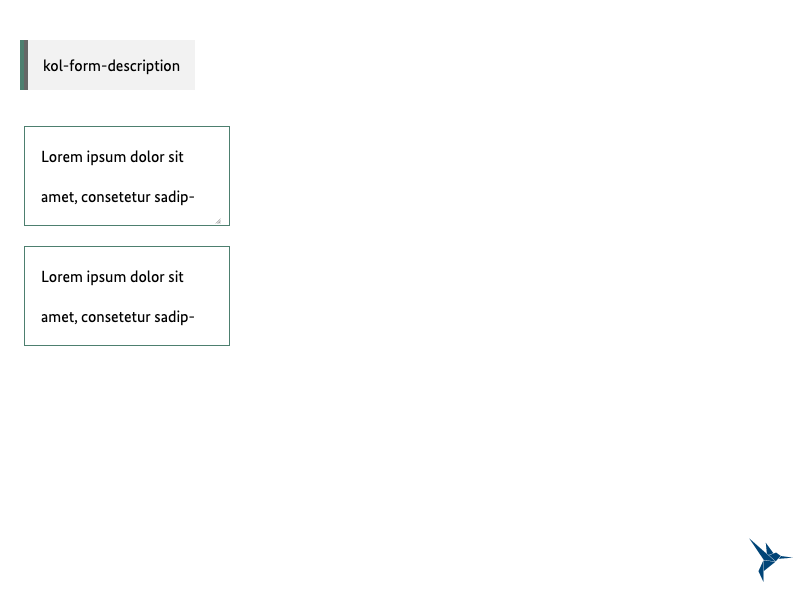 kol-form-description
Lorem ipsum dolor sit
amet, consetetur sadip-
Lorem ipsum dolor sit
amet, consetetur sadip-